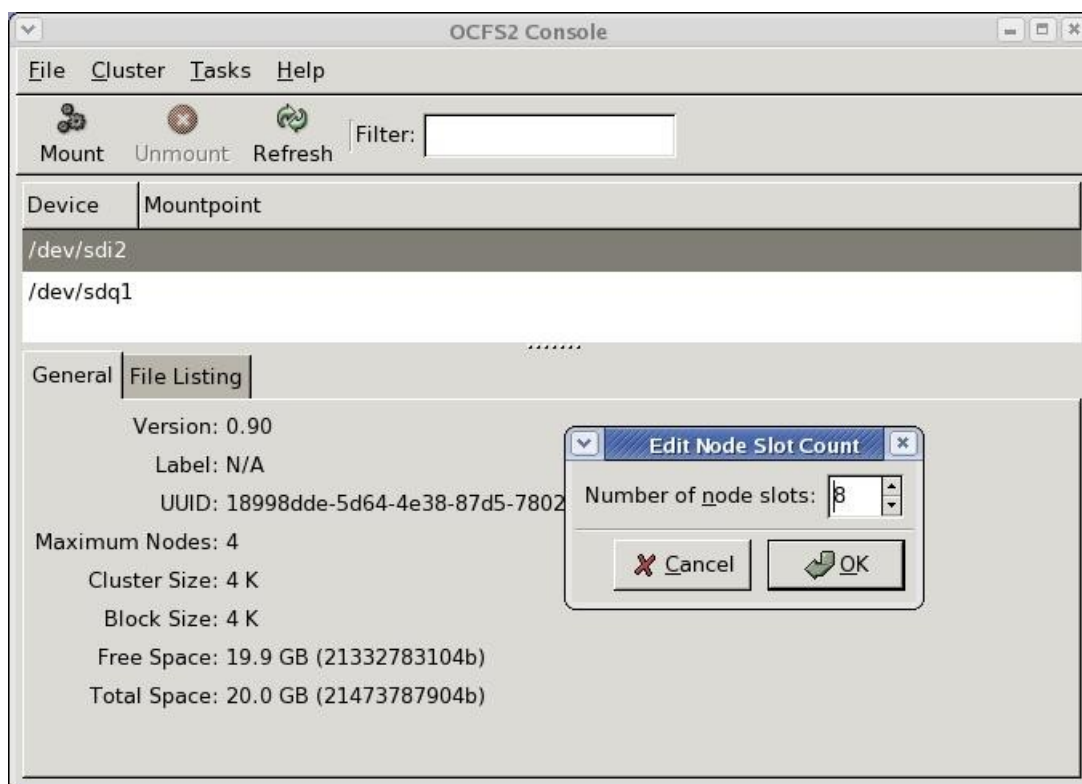 OCFS2 Console
File Cluster Tasks Help
Mount Unmount Refresh Filter:
Device Mountpoint
/dev/sdi2
/dev/sdq1
General File Listing
Version: 0.90
Label: N/A
UUID: 18998dde-5d64-4e38-87d5-7802
Maximum Nodes: 4
Cluster Size: 4 K
Block Size: 4 K
Free Space: 19.9 GB (21332783104b)
Total Space: 20.0 GB (21473787904b)
Edit Node Slot Count
Number of node slots: 8
Cancel OK